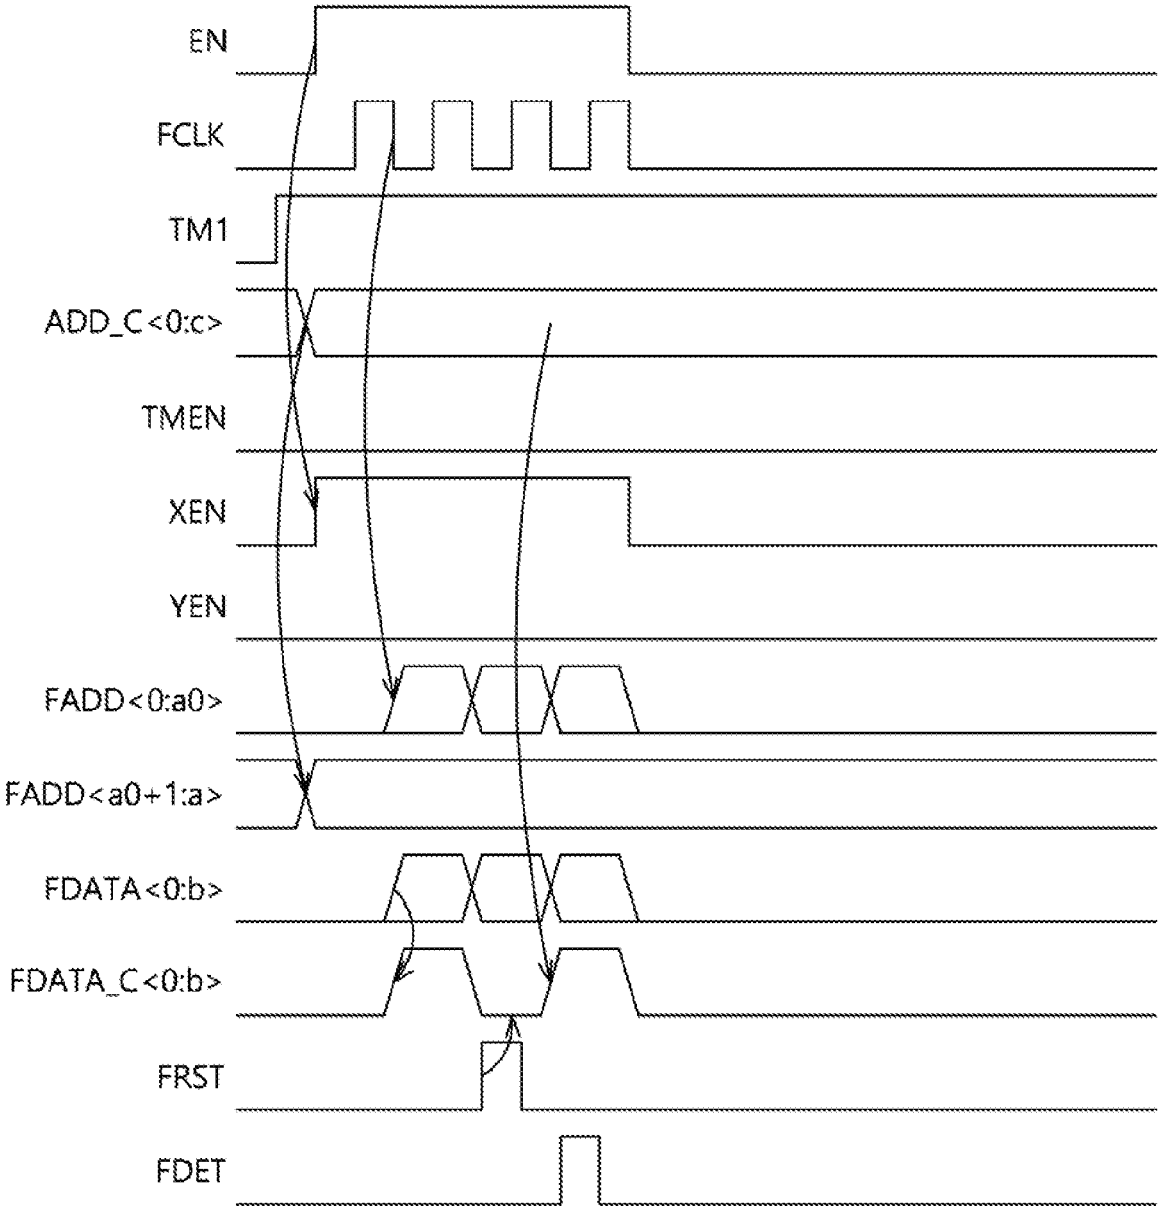 EN
FCLK
TM1
ADD_C<0:c>
TMEN
XEN
YEN
FADD<0:a0>
FADD<a0+1:a>
FDATA<0:b>
FDATA_C<0:b>
FRST
FDET